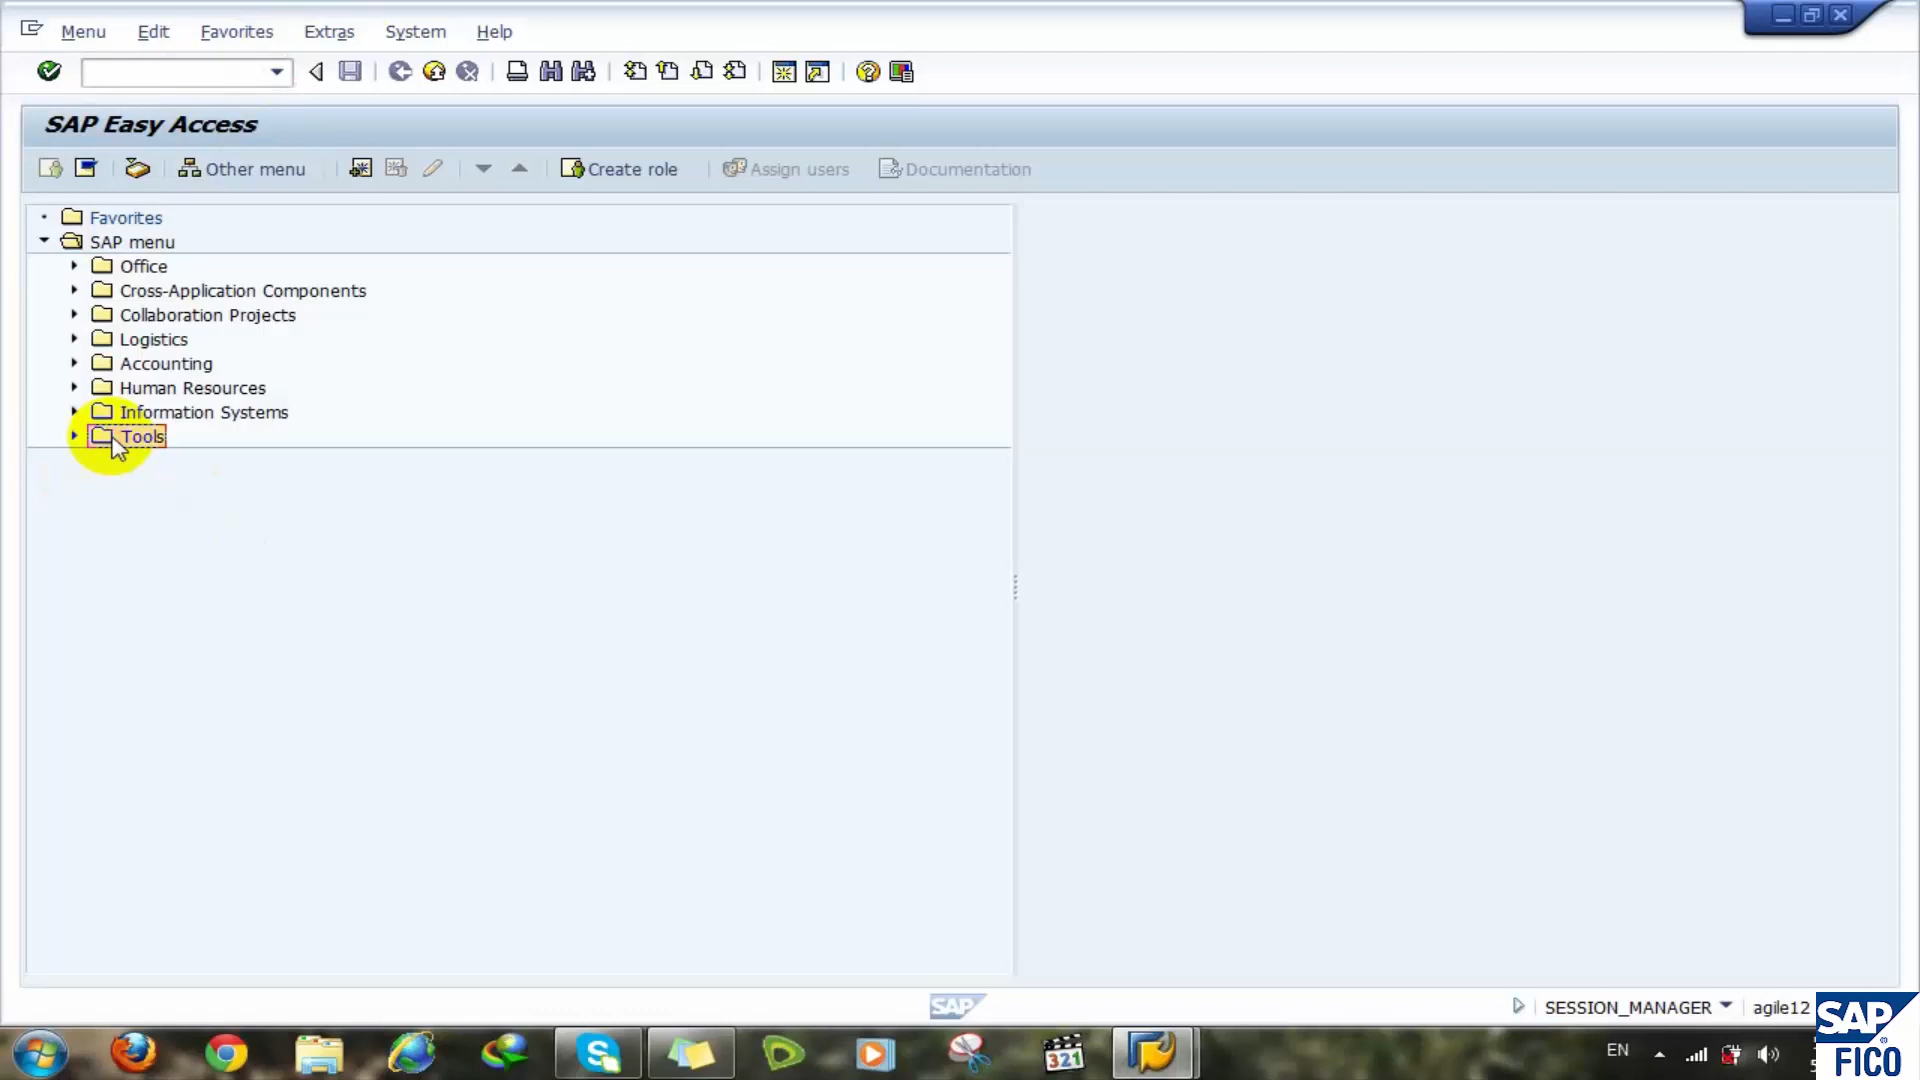 Menu Edit Favorites Extras System Help
SAP Easy Access
Other menu Create role Assign users Documentation
Favorites
SAP menu
Office
Cross-Application Components
Collaboration Projects
Logistics
Accounting
Human Resources
Information Systems
Tools
SAP
SESSION_MANAGER agile12
SAP
FICO
321
EN